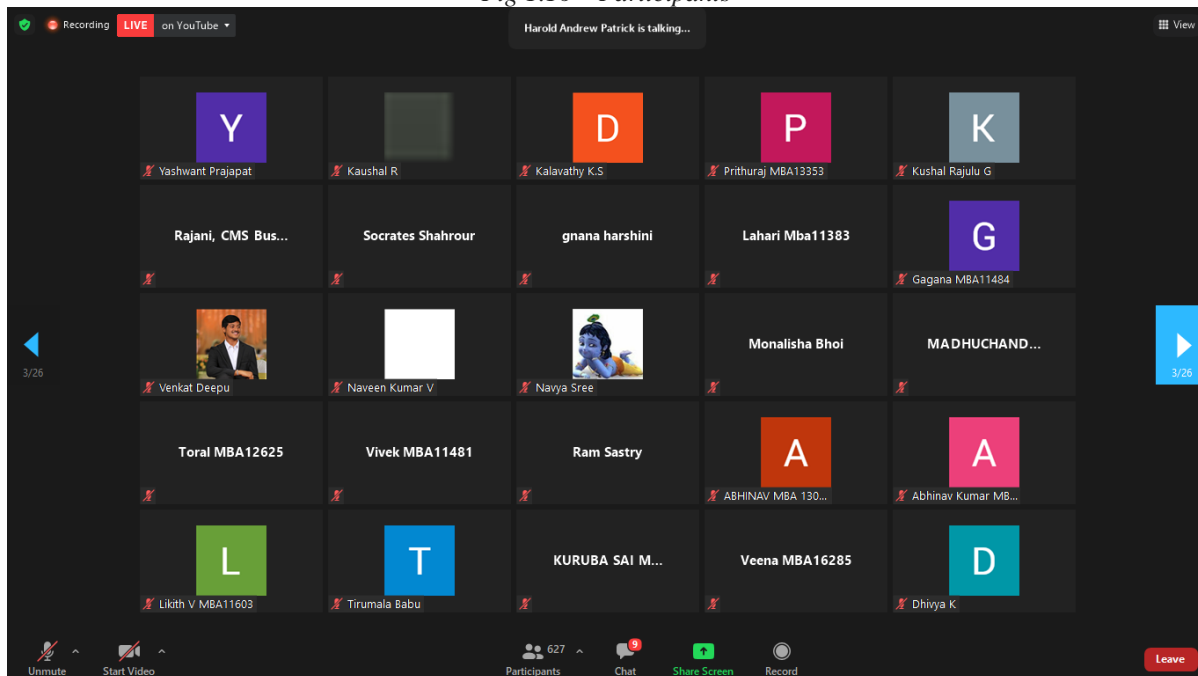 Participants
Recording LIVE on YouTube
Harold Andrew Patrick is talking...
View
Y
D
P
K
Yashwant Prajapat
Kaushal R
Kalavathy K.S
Prithuraj MBA13353
Kushal Rajulu G
Rajani, CMS Bus...
Socrates Shahrour
gnana harshini
Lahari Mba11383
G
Gagana MBA11484
Monalisha Bhoi
MADHUCHAND...
3/26
3/26
Venkat Deepu
Naveen Kumar V
Navya Sree
Toral MBA12625
Vivek MBA11481
Ram Sastry
A
A
ABHINAV MBA 130...
Abhinav Kumar MB...
L
T
KURUBA SAI M...
Veena MBA16285
D
Likith V MBA11603
Tirumala Babu
Dhivya K
627
9
Unmute
Start Video
Participants
Chat
Share Screen
Record
Leave